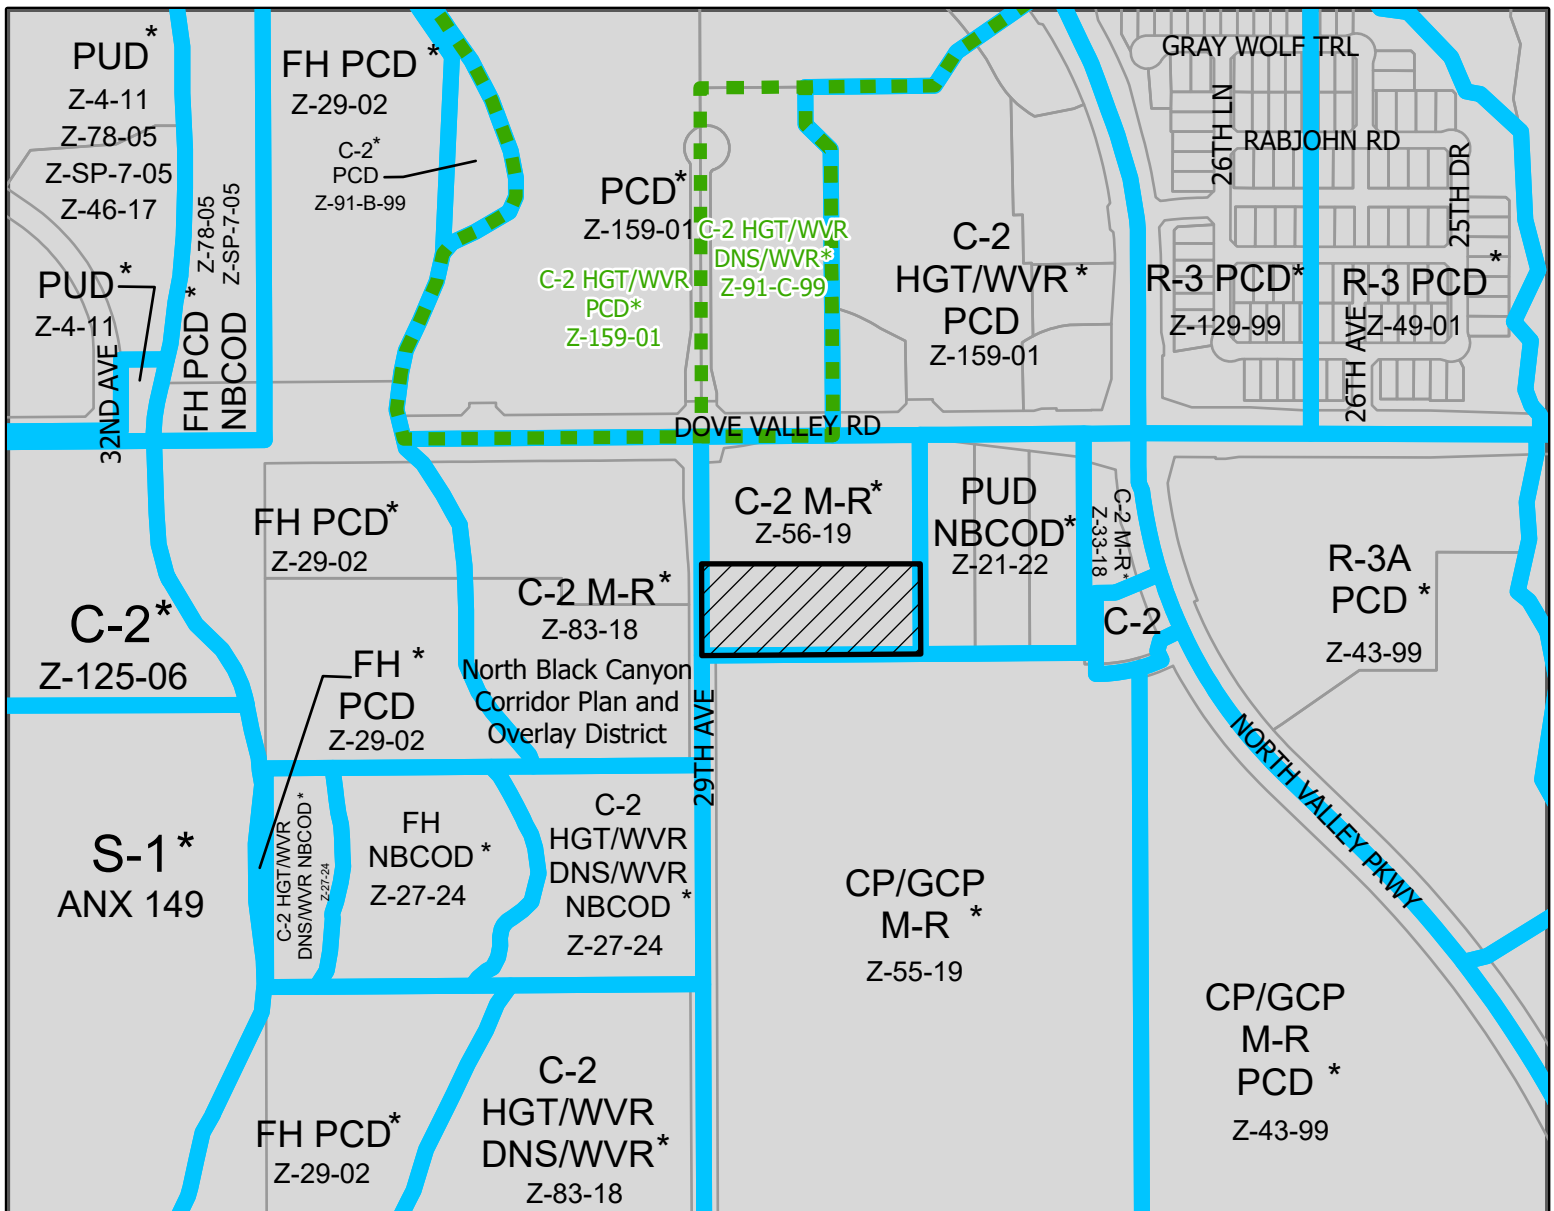 PUD*
Z-4-11
Z-78-05
Z-SP-7-05
Z-46-17
PUD*
Z-4-11
32ND AVE
Z-78-05
Z-SP-7-05
FH PCD*
NBCOD
FH PCD*
Z-29-02
C-2*
PCD
Z-91-B-99
PCD*
Z-159-01
C-2 HGT/WVR
PCD*
Z-159-01
C-2 HGT/WVR
DNS/WVR*
Z-91-C-99
C-2
HGT/WVR*
PCD
Z-159-01
GRAY WOLF TRL
26TH LN
RABJOHN RD
25TH DR
R-3 PCD*
Z-129-99
R-3 PCD*
Z-49-01
26TH AVE
DOVE VALLEY RD
FH PCD*
Z-29-02
C-2 M-R*
Z-83-18
C-2 M-R*
Z-56-19
PUD
NBCOD*
Z-21-22
C-2 M-R*
Z-33-18
C-2
R-3A
PCD*
Z-43-99
C-2*
Z-125-06
FH*
PCD
Z-29-02
North Black Canyon
Corridor Plan and
Overlay District
29TH AVE
NORTH VALLEY PKWY
S-1*
ANX 149
C-2 HGT/WVR
DNS/WVR NBCOD*
Z-27-24
FH
NBCOD*
Z-27-24
C-2
HGT/WVR
DNS/WVR
NBCOD*
Z-27-24
CP/GCP
M-R*
Z-55-19
CP/GCP
M-R
PCD*
Z-43-99
FH PCD*
Z-29-02
C-2
HGT/WVR
DNS/WVR*
Z-83-18